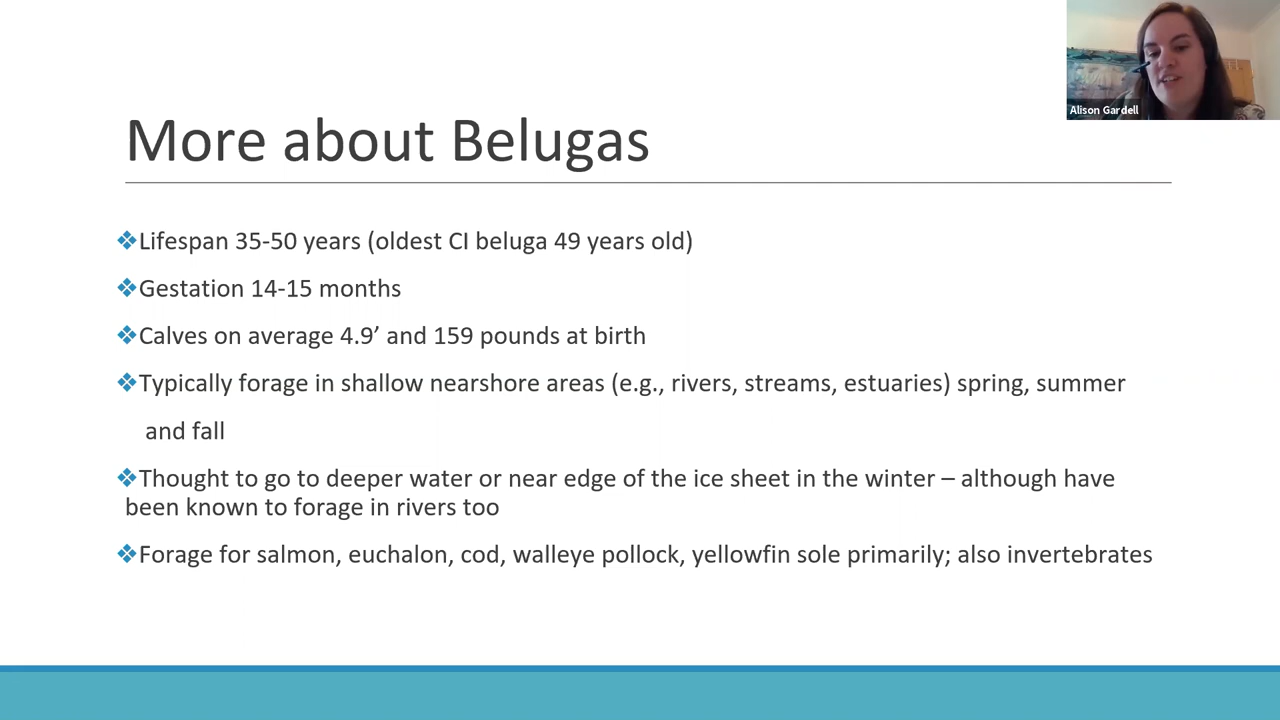 Alison Gardell
More about Belugas
❖Lifespan 35-50 years (oldest CI beluga 49 years old)
❖Gestation 14-15 months
❖Calves on average 4.9’ and 159 pounds at birth
❖Typically forage in shallow nearshore areas (e.g., rivers, streams, estuaries) spring, summer
and fall
❖Thought to go to deeper water or near edge of the ice sheet in the winter – although have
been known to forage in rivers too
❖Forage for salmon, euchalon, cod, walleye pollock, yellowfin sole primarily; also invertebrates